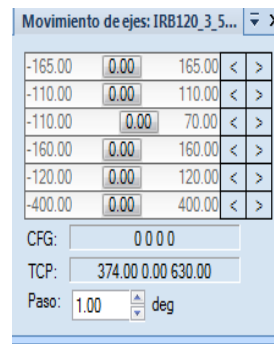 Movimiento de ejes: IRB120_3_5...
-165.00 0.00 165.00 < >
-110.00 0.00 110.00 < >
-110.00 0.00 70.00 < >
-160.00 0.00 160.00 < >
-120.00 0.00 120.00 < >
-400.00 0.00 400.00 < >
CFG: 0 0 0 0
TCP: 374.00 0.00 630.00
Paso: 1.00 deg